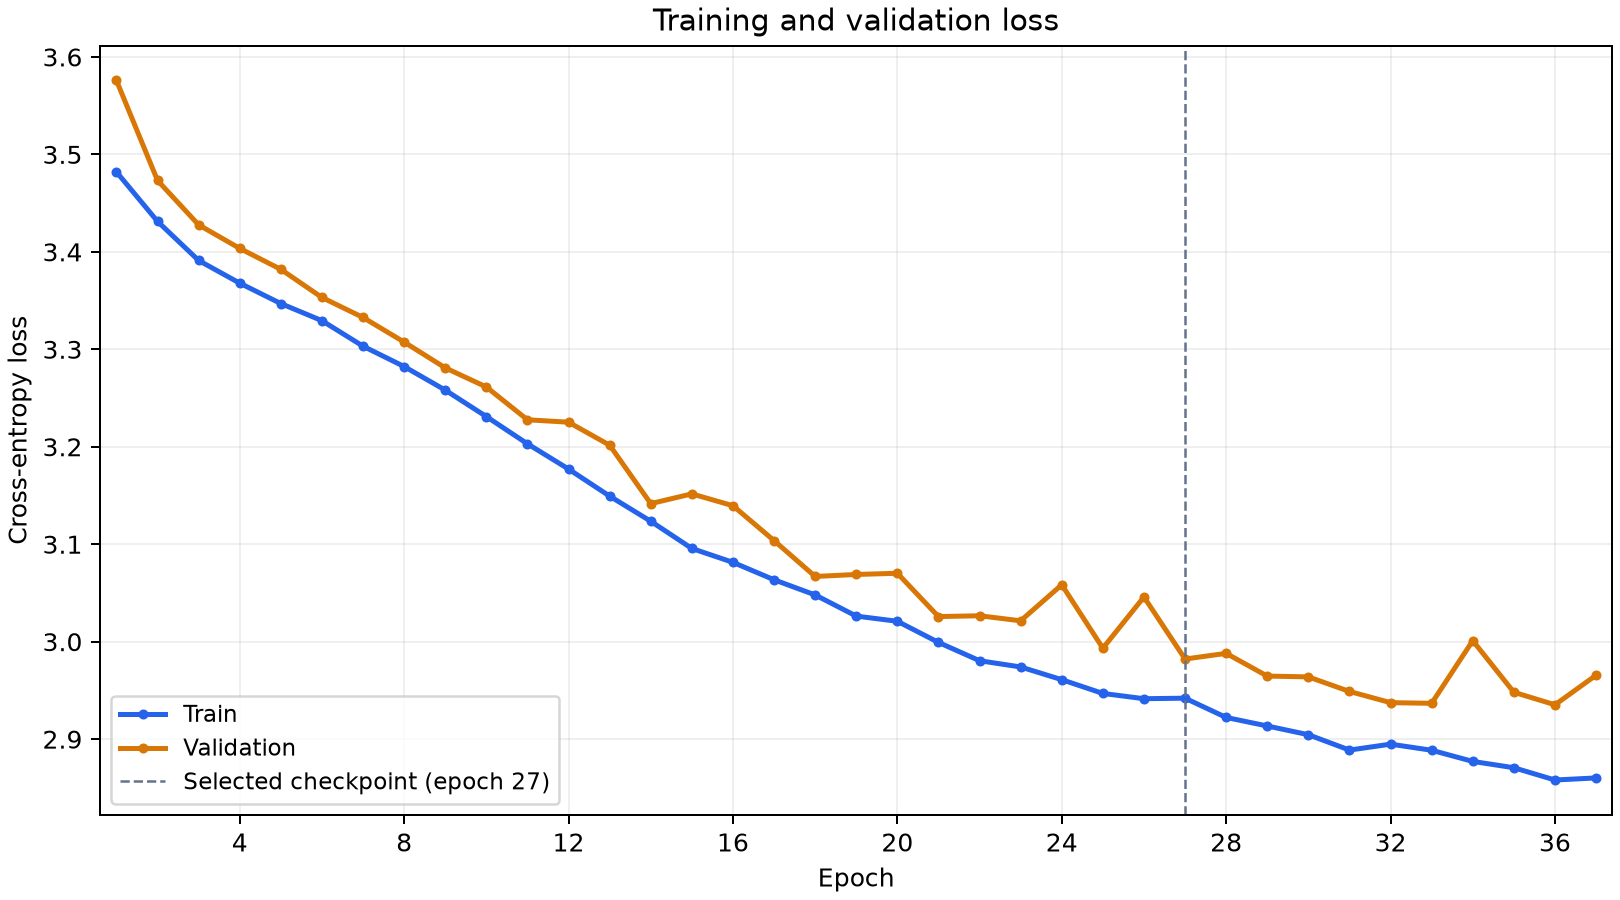 Training and validation loss
3.6
3.5
3.4
3.3
3.2
3.1
3.0
2.9
Cross-entropy loss
Train
Validation
Selected checkpoint (epoch 27)
4 8 12 16 20 24 28 32 36
Epoch